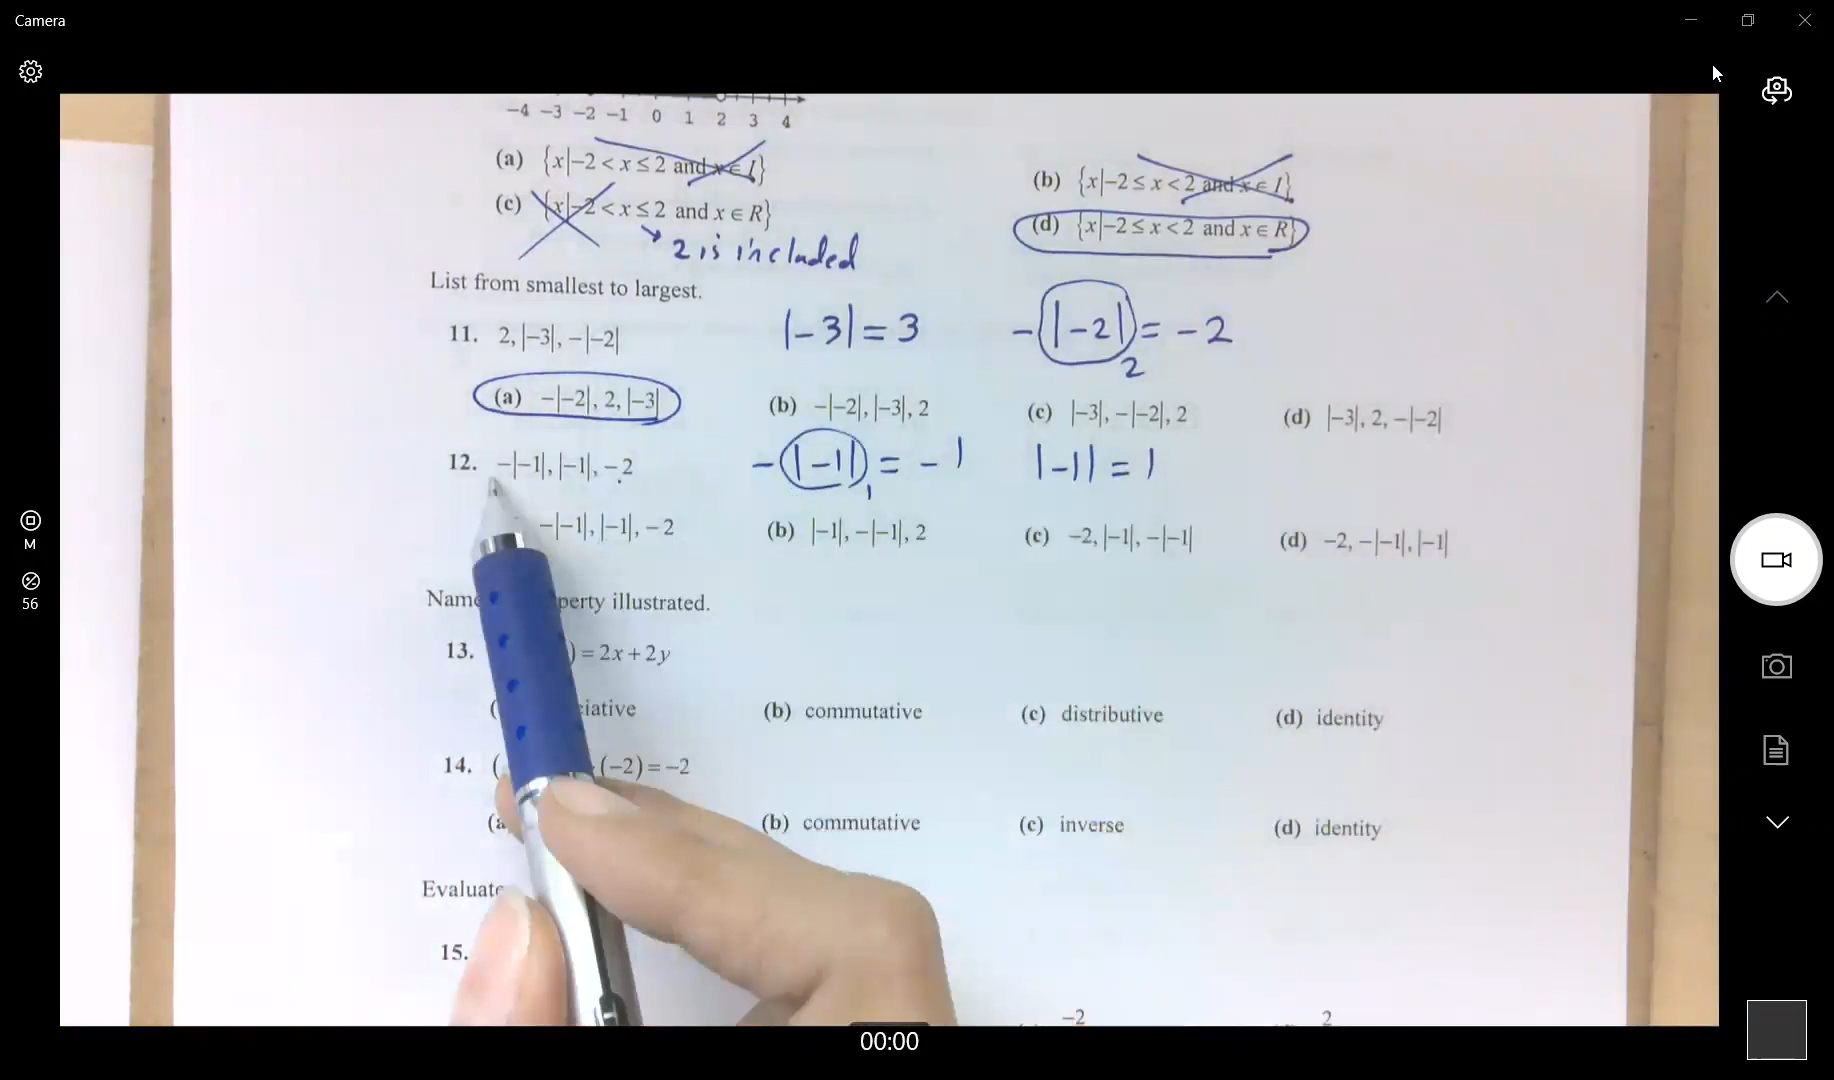 Camera
-4 -3 -2 -1 0 1 2 3 4
(a) {x|-2 < x ≤ 2 and x ∈ I}
(b) {x|-2 ≤ x < 2 and x ∈ I}
(c) {x|-2 < x ≤ 2 and x ∈ R}
(d) {x|-2 ≤ x < 2 and x ∈ R}
2 is included
List from smallest to largest.
11. 2, |-3|, -|-2|
|-3| = 3
-|-2| = -2
2
(a) -|-2|, 2, |-3|
(b) -|-2|, |-3|, 2
(c) |-3|, -|-2|, 2
(d) |-3|, 2, -|-2|
12. -|-1|, |-1|, -2
-|-1| = -1
1
|-1| = 1
-|-1|, |-1|, -2
(b) |-1|, -|-1|, 2
(c) -2, |-1|, -|-1|
(d) -2, -|-1|, |-1|
illustrated.
13. ) = 2x + 2y
(b) commutative
(c) distributive
(d) identity
14. ( (-2) = -2
(a
(b) commutative
(c) inverse
(d) identity
Evaluate
15.
-2
2
M
56
00:00